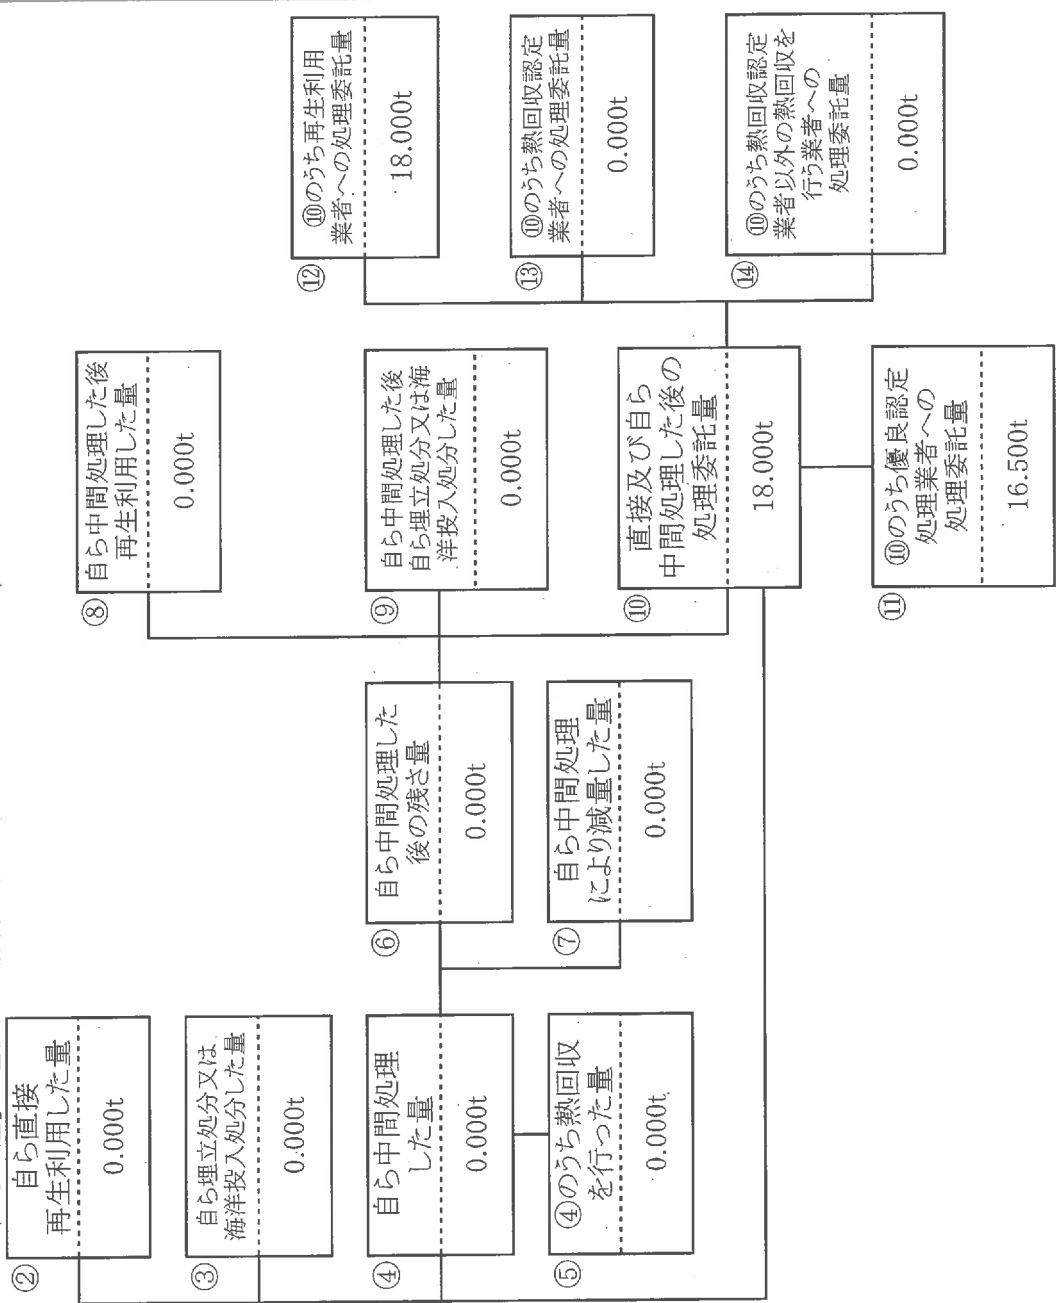 ②
自ら直接
再生利用した量
0.000t
③
自ら埋立処分又は
海洋投入処分した量
0.000t
④
自ら中間処理
した量
0.000t
⑤
④のうち熱回収
を行った量
0.000t
⑥
自ら中間処理した
後の残さ量
0.000t
⑦
自ら中間処理
により減量した量
0.000t
⑧
自ら中間処理した後
再生利用した量
0.000t
⑨
自ら中間処理した後
自ら埋立処分又は海
洋投入処分した量
0.000t
⑩
直接及び自ら
中間処理した後の
処理委託量
18.000t
⑪
⑩のうち優良認定
処理業者への
処理委託量
16.500t
⑫
⑩のうち再生利用
業者への処理委託量
18.000t
⑬
⑩のうち熱回収認定
業者への処理委託量
0.000t
⑭
⑩のうち熱回収認定
業者以外の熱回収を
行う業者への
処理委託量
0.000t